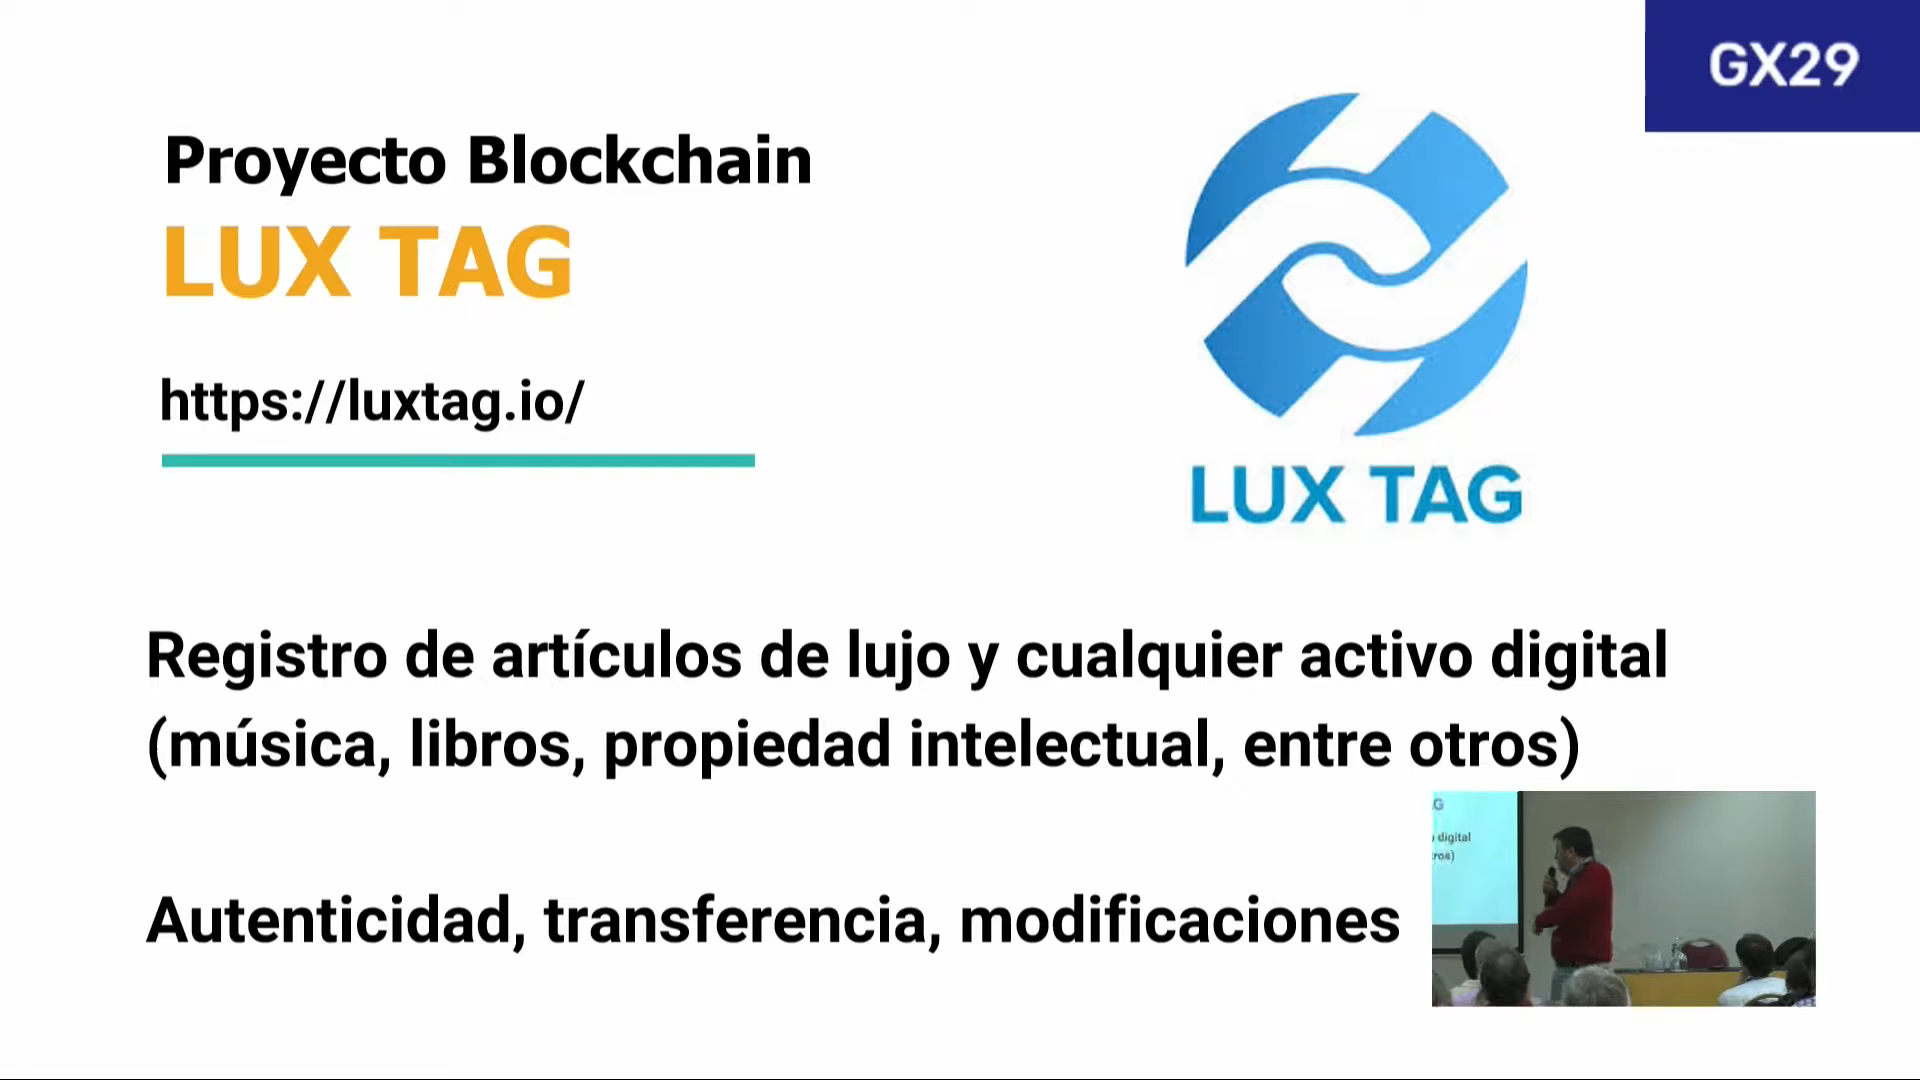 GX29
Proyecto Blockchain
LUX TAG
https://luxtag.io/
LUX TAG
Registro de artículos de lujo y cualquier activo digital
(música, libros, propiedad intelectual, entre otros)
Autenticidad, transferencia, modificaciones
digital